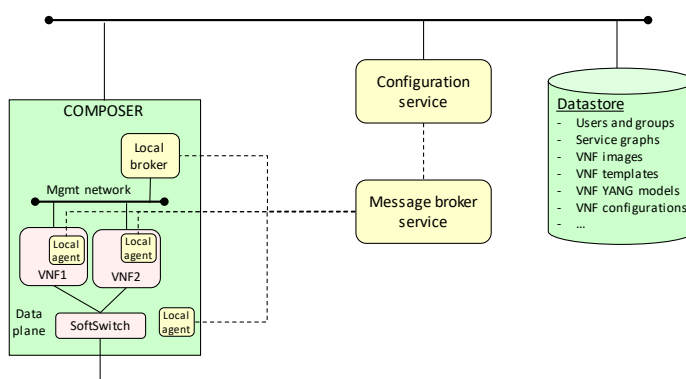 COMPOSER
Local
broker
Mgmt network
Local
agent
VNF1
Local
agent
VNF2
Data
plane
SoftSwitch
Local
agent
Configuration
service
Message broker
service
Datastore
- Users and groups
- Service graphs
- VNF images
- VNF templates
- VNF YANG models
- VNF configurations
- ...